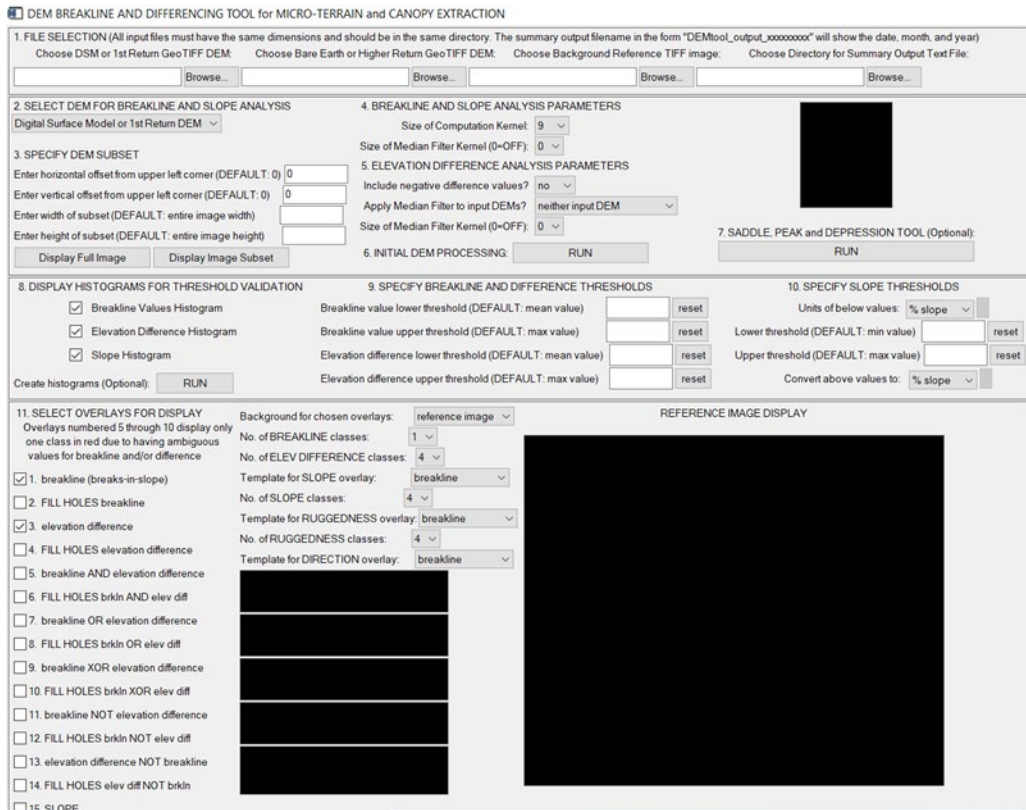 DEM BREAKLINE AND DIFFERENCING TOOL for MICRO-TERRAIN and CANOPY EXTRACTION
1. FILE SELECTION (All input files must have the same dimensions and should be in the same directory. The summary output filename in the form "DEMtool_output_xxxxxxxxx" will show the date, month, and year)
Choose DSM or 1st Return GeoTIFF DEM: Choose Bare Earth or Higher Return GeoTIFF DEM: Choose Background Reference TIFF image: Choose Directory for Summary Output Text File:
Browse... Browse... Browse... Browse...
2. SELECT DEM FOR BREAKLINE AND SLOPE ANALYSIS
Digital Surface Model or 1st Return DEM
3. SPECIFY DEM SUBSET
Enter horizontal offset from upper left corner (DEFAULT: 0) 0
Enter vertical offset from upper left corner (DEFAULT: 0) 0
Enter width of subset (DEFAULT: entire image width)
Enter height of subset (DEFAULT: entire image height)
Display Full Image Display Image Subset
4. BREAKLINE AND SLOPE ANALYSIS PARAMETERS
Size of Computation Kernel: 9
Size of Median Filter Kernel (0=OFF): 0
5. ELEVATION DIFFERENCE ANALYSIS PARAMETERS
Include negative difference values? no
Apply Median Filter to input DEMs? neither input DEM
Size of Median Filter Kernel (0=OFF): 0
6. INITIAL DEM PROCESSING: RUN
7. SADDLE, PEAK and DEPRESSION TOOL (Optional):
RUN
8. DISPLAY HISTOGRAMS FOR THRESHOLD VALIDATION
Breakline Values Histogram
Elevation Difference Histogram
Slope Histogram
Create histograms (Optional): RUN
9. SPECIFY BREAKLINE AND DIFFERENCE THRESHOLDS
Breakline value lower threshold (DEFAULT: mean value) reset
Breakline value upper threshold (DEFAULT: max value) reset
Elevation difference lower threshold (DEFAULT: mean value) reset
Elevation difference upper threshold (DEFAULT: max value) reset
10. SPECIFY SLOPE THRESHOLDS
Units of below values: % slope
Lower threshold (DEFAULT: min value) reset
Upper threshold (DEFAULT: max value) reset
Convert above values to: % slope
11. SELECT OVERLAYS FOR DISPLAY
Overlays numbered 5 through 10 display only
one class in red due to having ambiguous
values for breakline and/or difference
1. breakline (breaks-in-slope)
2. FILL HOLES breakline
3. elevation difference
4. FILL HOLES elevation difference
5. breakline AND elevation difference
6. FILL HOLES brkln AND elev diff
7. breakline OR elevation difference
8. FILL HOLES brkln OR elev diff
9. breakline XOR elevation difference
10. FILL HOLES brkln XOR elev diff
11. breakline NOT elevation difference
12. FILL HOLES brkln NOT elev diff
13. elevation difference NOT breakline
14. FILL HOLES elev diff NOT brkln
15. SLOPE
Background for chosen overlays: reference image
No. of BREAKLINE classes: 1
No. of ELEV DIFFERENCE classes: 4
Template for SLOPE overlay: breakline
No. of SLOPE classes: 4
Template for RUGGEDNESS overlay: breakline
No. of RUGGEDNESS classes: 4
Template for DIRECTION overlay: breakline
REFERENCE IMAGE DISPLAY